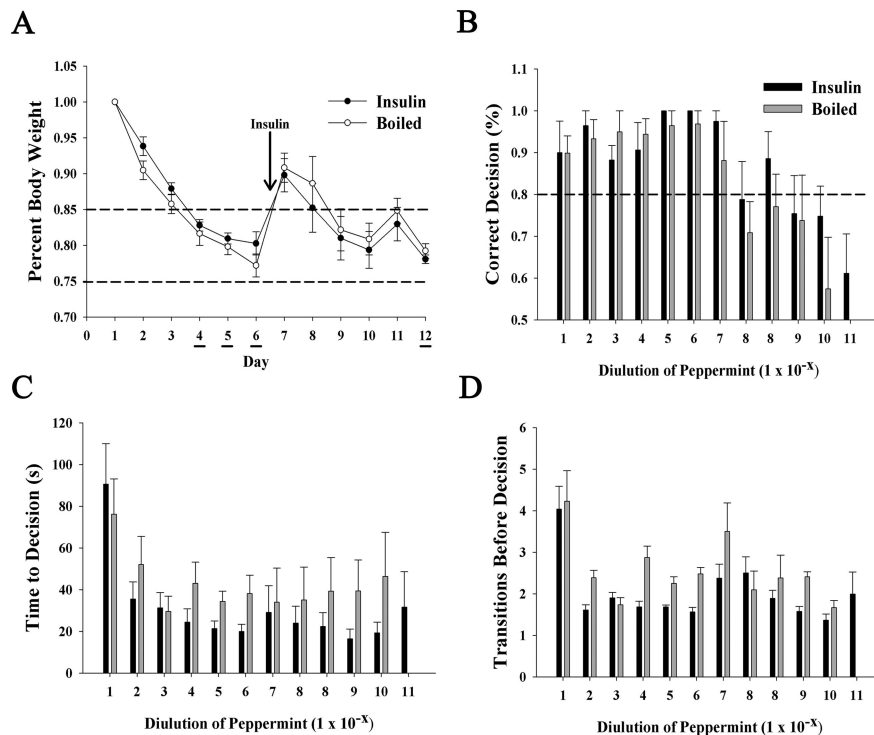 A
Percent Body Weight
1.05
1.00
0.95
0.90
0.85
0.80
0.75
0.70
Insulin
Insulin
Boiled
0 1 2 3 4 5 6 7 8 9 10 11 12
Day
B
Correct Decision (%)
1.1
1.0
0.9
0.8
0.7
0.6
0.5
Insulin
Boiled
1 2 3 4 5 6 7 8 8 9 10 11
Diulution of Peppermint (1 x 10⁻ˣ)
C
Time to Decision (s)
120
100
80
60
40
20
0
1 2 3 4 5 6 7 8 8 9 10 11
Diulution of Peppermint (1 x 10⁻ˣ)
D
Transitions Before Decision
6
5
4
3
2
1
0
1 2 3 4 5 6 7 8 8 9 10 11
Diulution of Peppermint (1 x 10⁻ˣ)